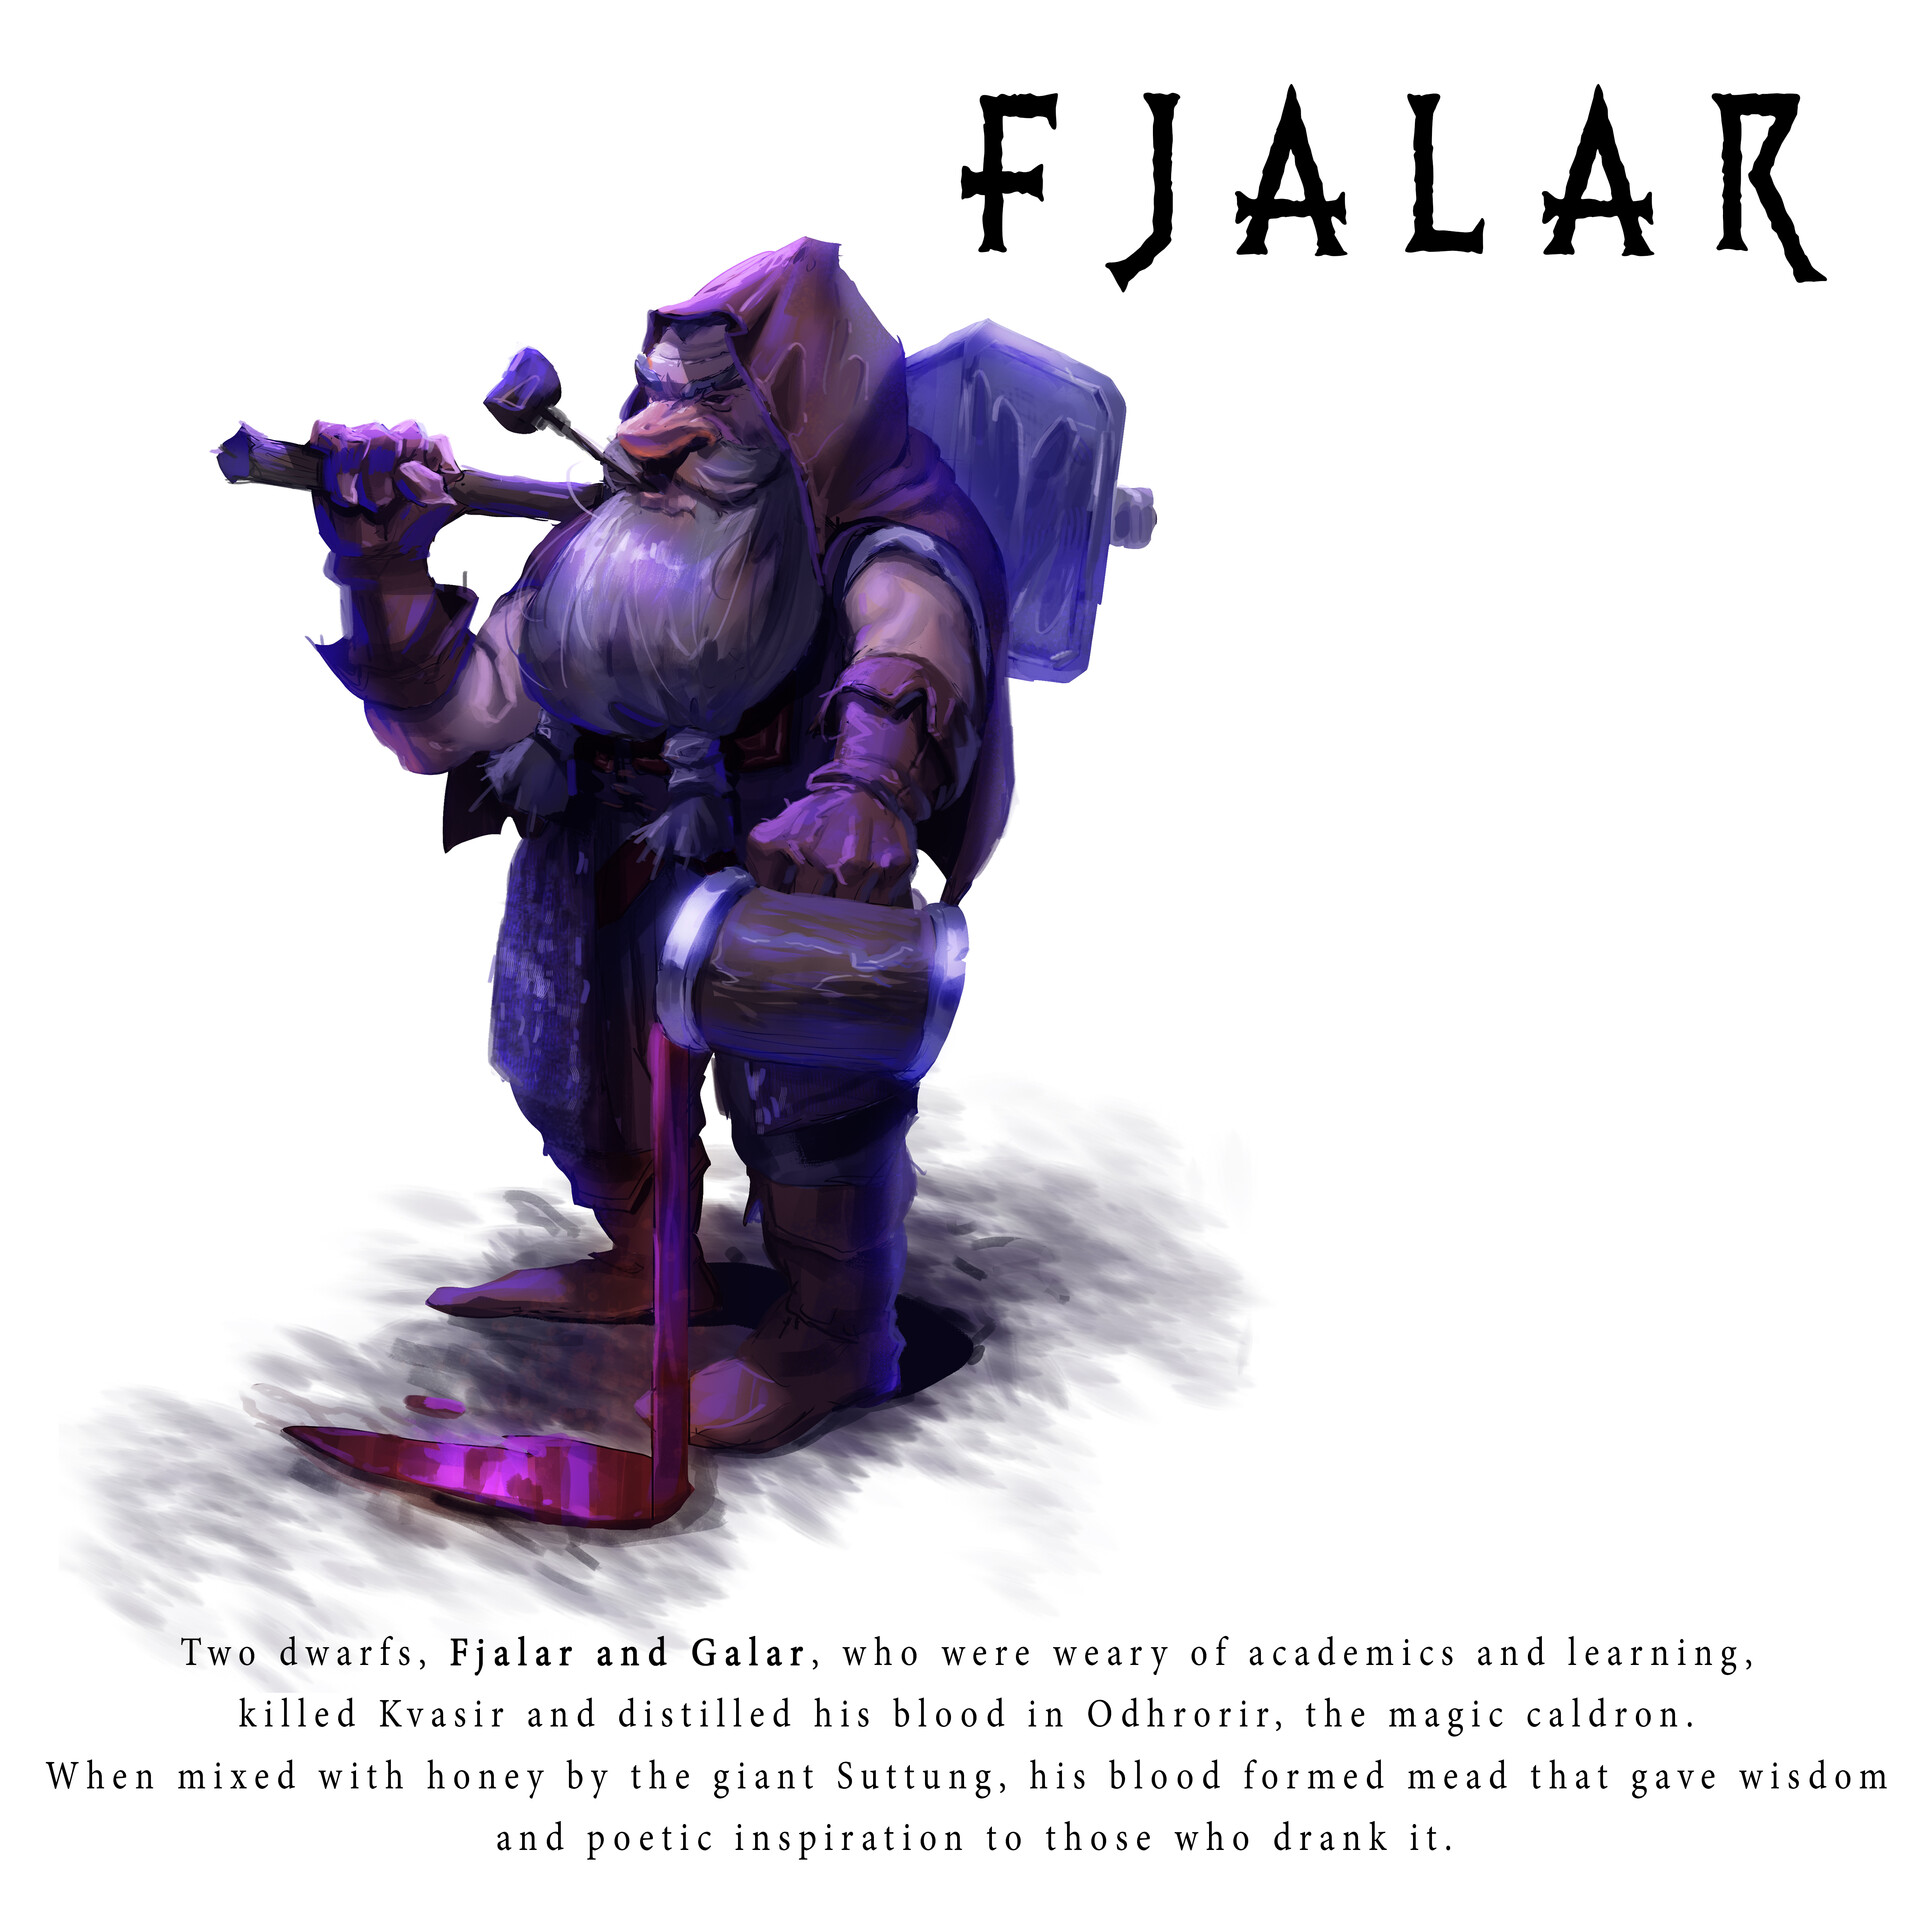 FJALAR
Two dwarfs, Fjalar and Galar, who were weary of academics and learning,
killed Kvasir and distilled his blood in Odhrorir, the magic caldron.
When mixed with honey by the giant Suttung, his blood formed mead that gave wisdom
and poetic inspiration to those who drank it.